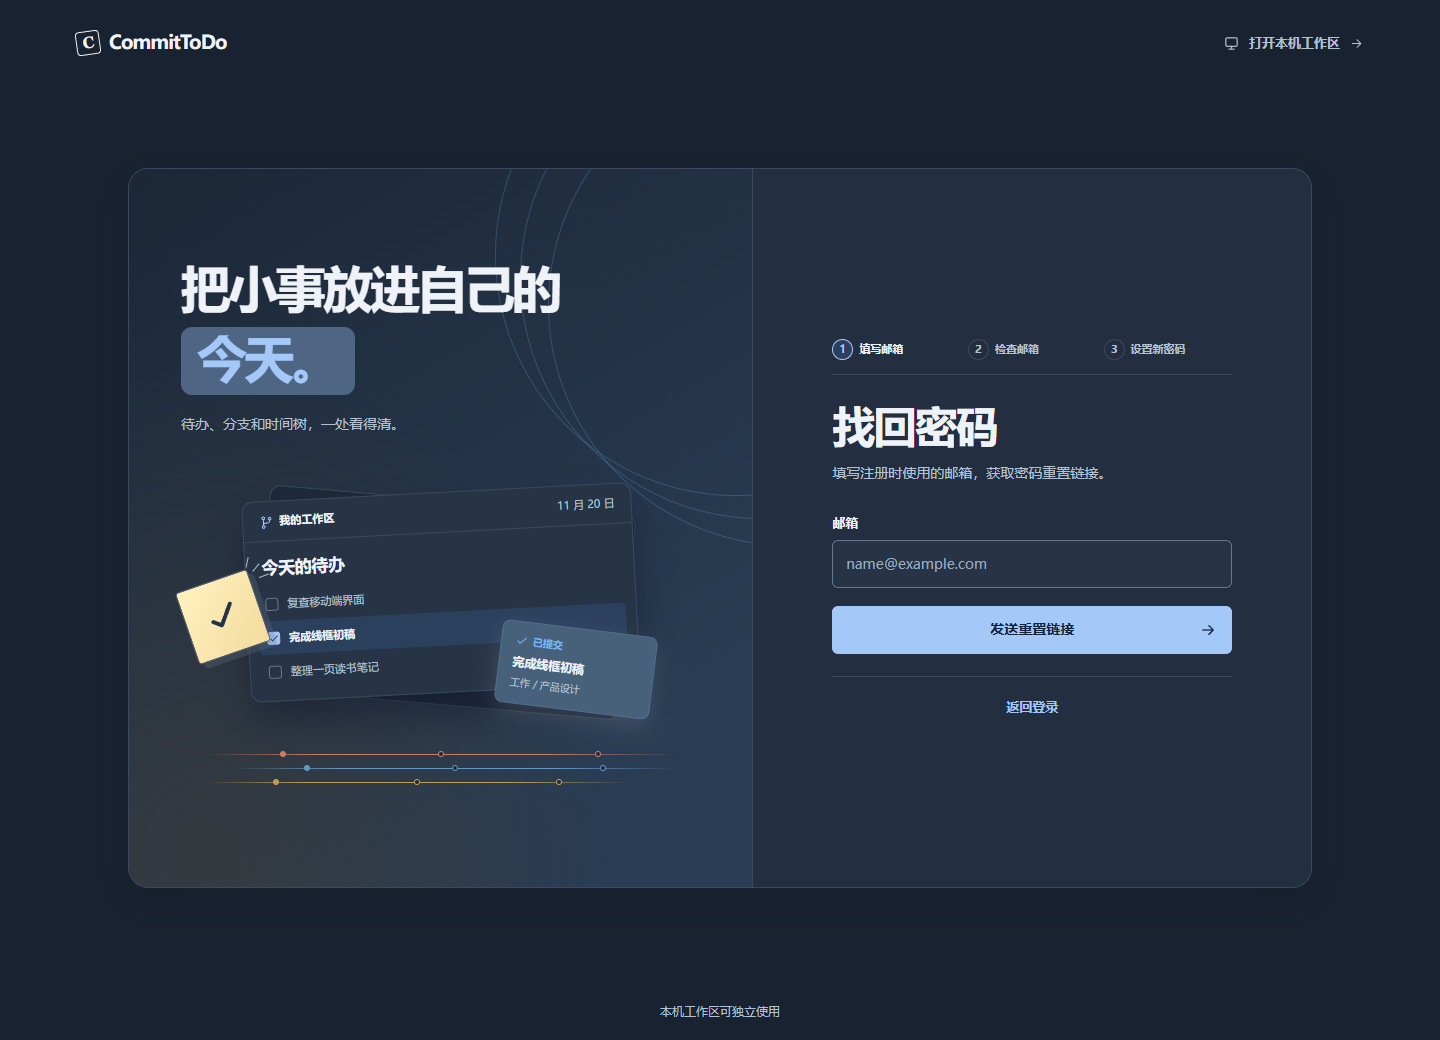 C CommitToDo
打开本机工作区
把小事放进自己的
今天。
待办、分支和时间树，一处看得清。
我的工作区
11 月 20 日
今天的待办
复查移动端界面
完成线框初稿
整理一页读书笔记
已提交
完成线框初稿
工作 / 产品设计
1 填写邮箱
2 检查邮箱
3 设置新密码
找回密码
填写注册时使用的邮箱，获取密码重置链接。
邮箱
name@example.com
发送重置链接
返回登录
本机工作区可独立使用